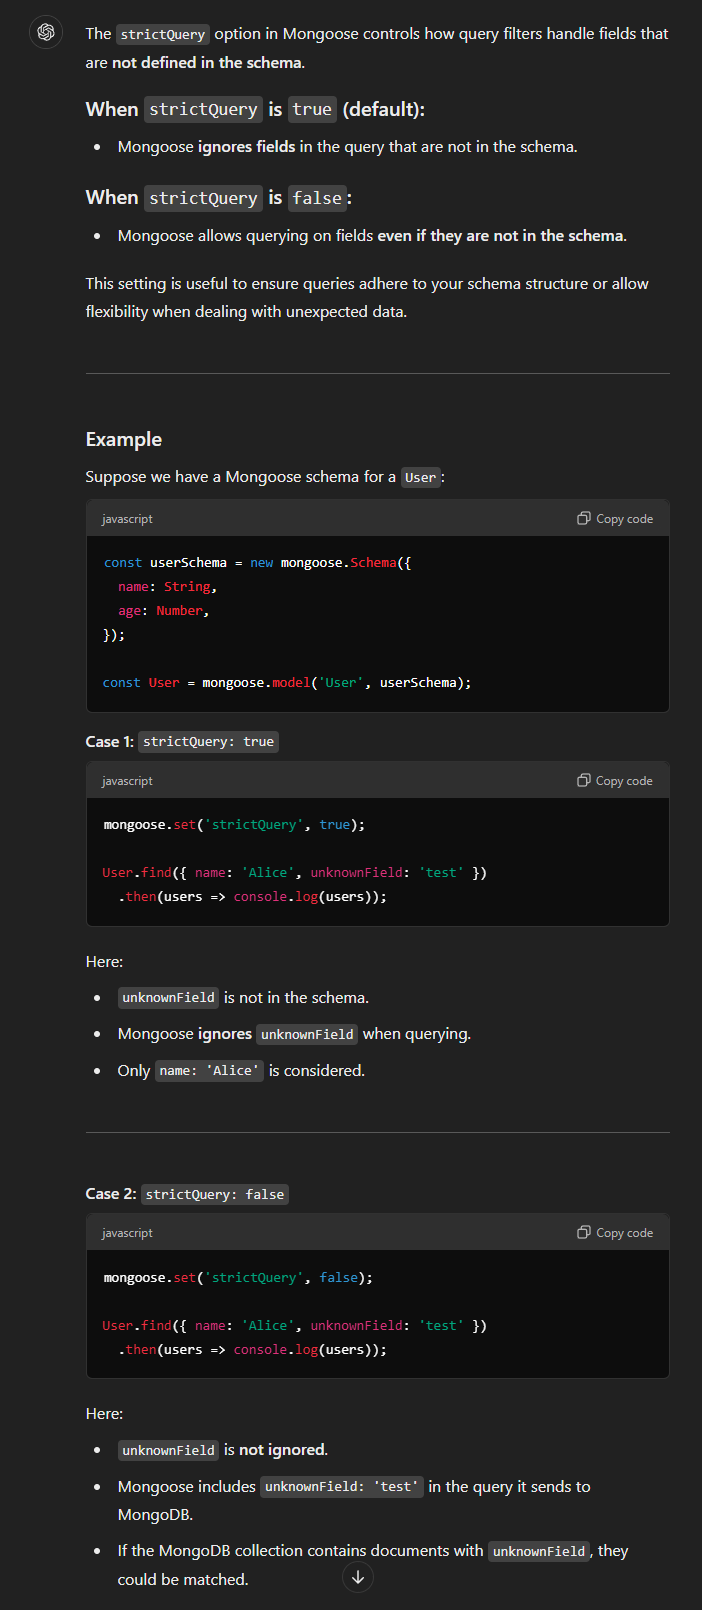 The strictQuery option in Mongoose controls how query filters handle fields that
are not defined in the schema.
When strictQuery is true (default):
• Mongoose ignores fields in the query that are not in the schema.
When strictQuery is false:
• Mongoose allows querying on fields even if they are not in the schema.
This setting is useful to ensure queries adhere to your schema structure or allow
flexibility when dealing with unexpected data.
Example
Suppose we have a Mongoose schema for a User:
javascript Copy code
const userSchema = new mongoose.Schema({
  name: String,
  age: Number,
});
const User = mongoose.model('User', userSchema);
Case 1: strictQuery: true
javascript Copy code
mongoose.set('strictQuery', true);
User.find({ name: 'Alice', unknownField: 'test' })
  .then(users => console.log(users));
Here:
• unknownField is not in the schema.
• Mongoose ignores unknownField when querying.
• Only name: 'Alice' is considered.
Case 2: strictQuery: false
javascript Copy code
mongoose.set('strictQuery', false);
User.find({ name: 'Alice', unknownField: 'test' })
  .then(users => console.log(users));
Here:
• unknownField is not ignored.
• Mongoose includes unknownField: 'test' in the query it sends to
MongoDB.
• If the MongoDB collection contains documents with unknownField, they
could be matched.